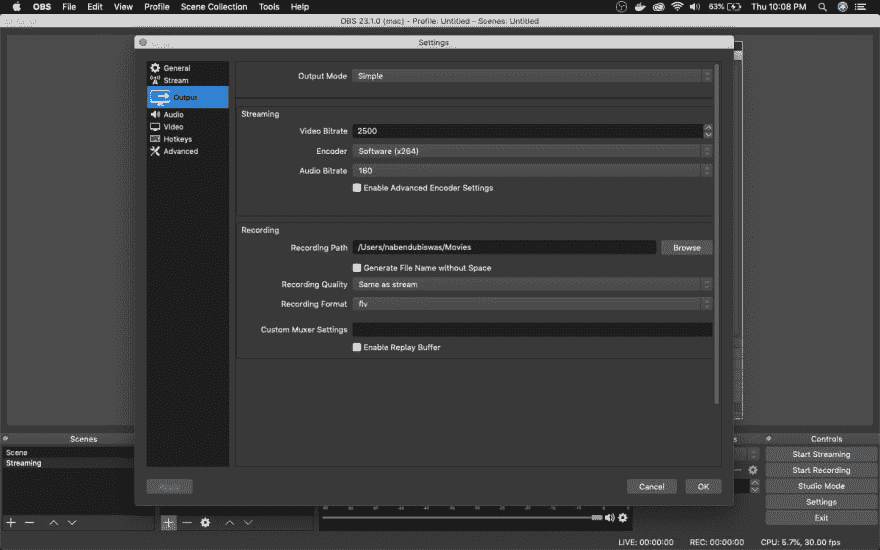 OBS File Edit View Profile Scene Collection Tools Help 63% Thu 10:08 PM
OBS 23.1.0 (mac) - Profile: Untitled - Scenes: Untitled
Settings
General
Stream
Output
Audio
Video
Hotkeys
Advanced
Output Mode Simple
Streaming
Video Bitrate 2500
Encoder Software (x264)
Audio Bitrate 160
Enable Advanced Encoder Settings
Recording
Recording Path /Users/nabendubiswas/Movies Browse
Generate File Name without Space
Recording Quality Same as stream
Recording Format flv
Custom Muxer Settings
Enable Replay Buffer
Apply Cancel OK
Scenes
Scene
Streaming
Controls
Start Streaming
Start Recording
Studio Mode
Settings
Exit
LIVE: 00:00:00 REC: 00:00:00 CPU: 5.7%, 30.00 fps